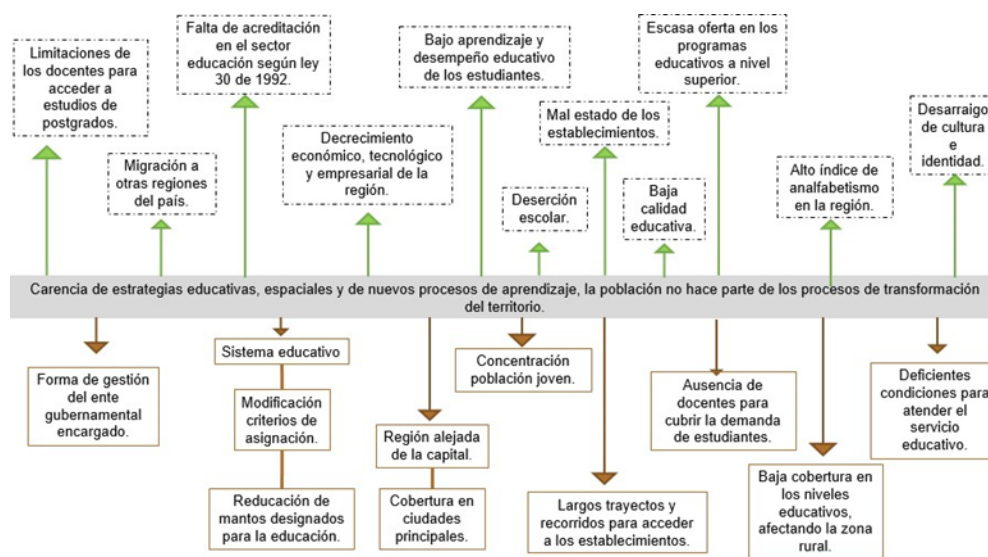 Limitaciones de
los docentes para
acceder a
estudios de
postgrados.
Migración a
otras regiones
del país.
Falta de acreditación
en el sector
educación según ley
30 de 1992.
Decrecimiento
económico, tecnológico
y empresarial de la
región.
Bajo aprendizaje y
desempeño educativo
de los estudiantes.
Deserción
escolar.
Mal estado de los
establecimientos.
Baja
calidad
educativa.
Escasa oferta en los
programas
educativos a nivel
superior.
Alto índice de
analfabetismo
en la región.
Desarraigo
de cultura
e
identidad.
Carencia de estrategias educativas, espaciales y de nuevos procesos de aprendizaje, la población no hace parte de los procesos de transformación
del territorio.
Forma de gestión
del ente
gubernamental
encargado.
Sistema educativo
Modificación
criterios de
asignación.
Reducación de
mantos designados
para la educación.
Región alejada
de la capital.
Cobertura en
ciudades
principales.
Concentración
población joven.
Largos trayectos y
recorridos para acceder
a los establecimientos.
Ausencia de
docentes para
cubrir la demanda
de estudiantes.
Baja cobertura en
los niveles
educativos,
afectando la zona
rural.
Deficientes
condiciones para
atender el
servicio
educativo.